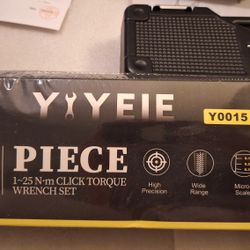 YIYEIE
Y0015
PIECE
1~25 N·m CLICK TORQUE
WRENCH SET
High
Precision
Wide
Range
Micro
Scale